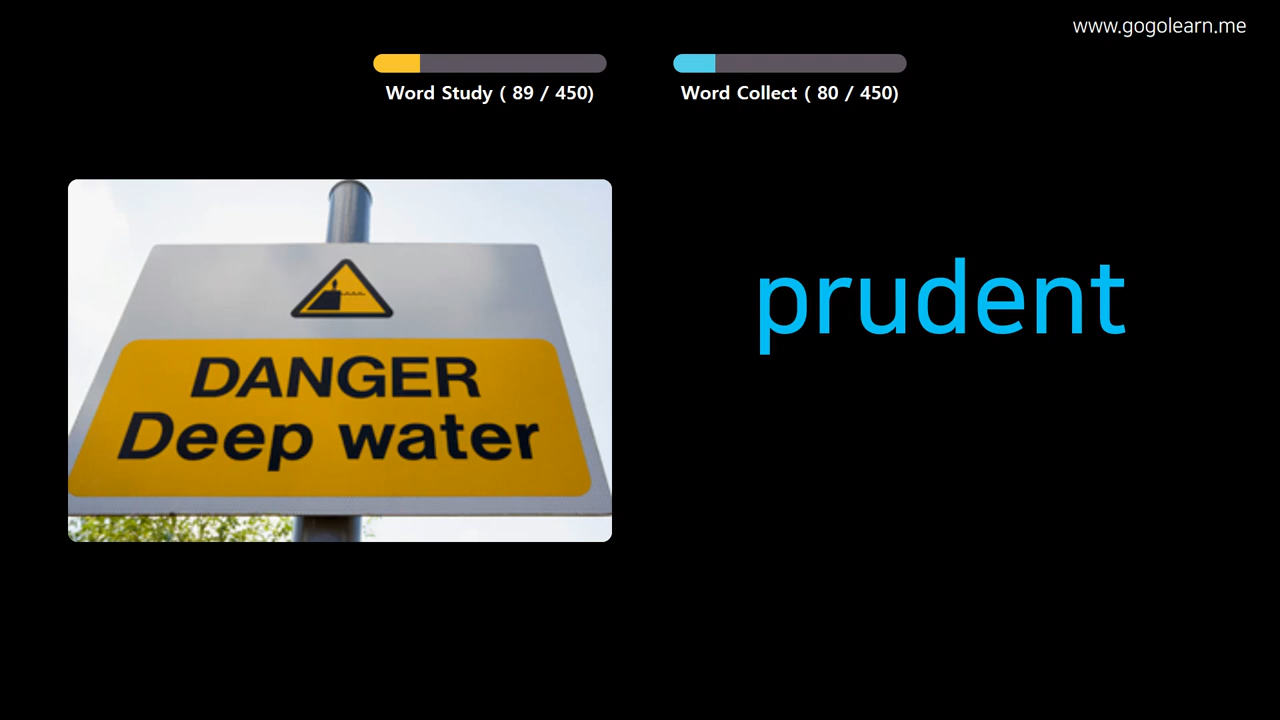 www.gogolearn.me
Word Study ( 89 / 450)
Word Collect ( 80 / 450)
DANGER
Deep water
prudent